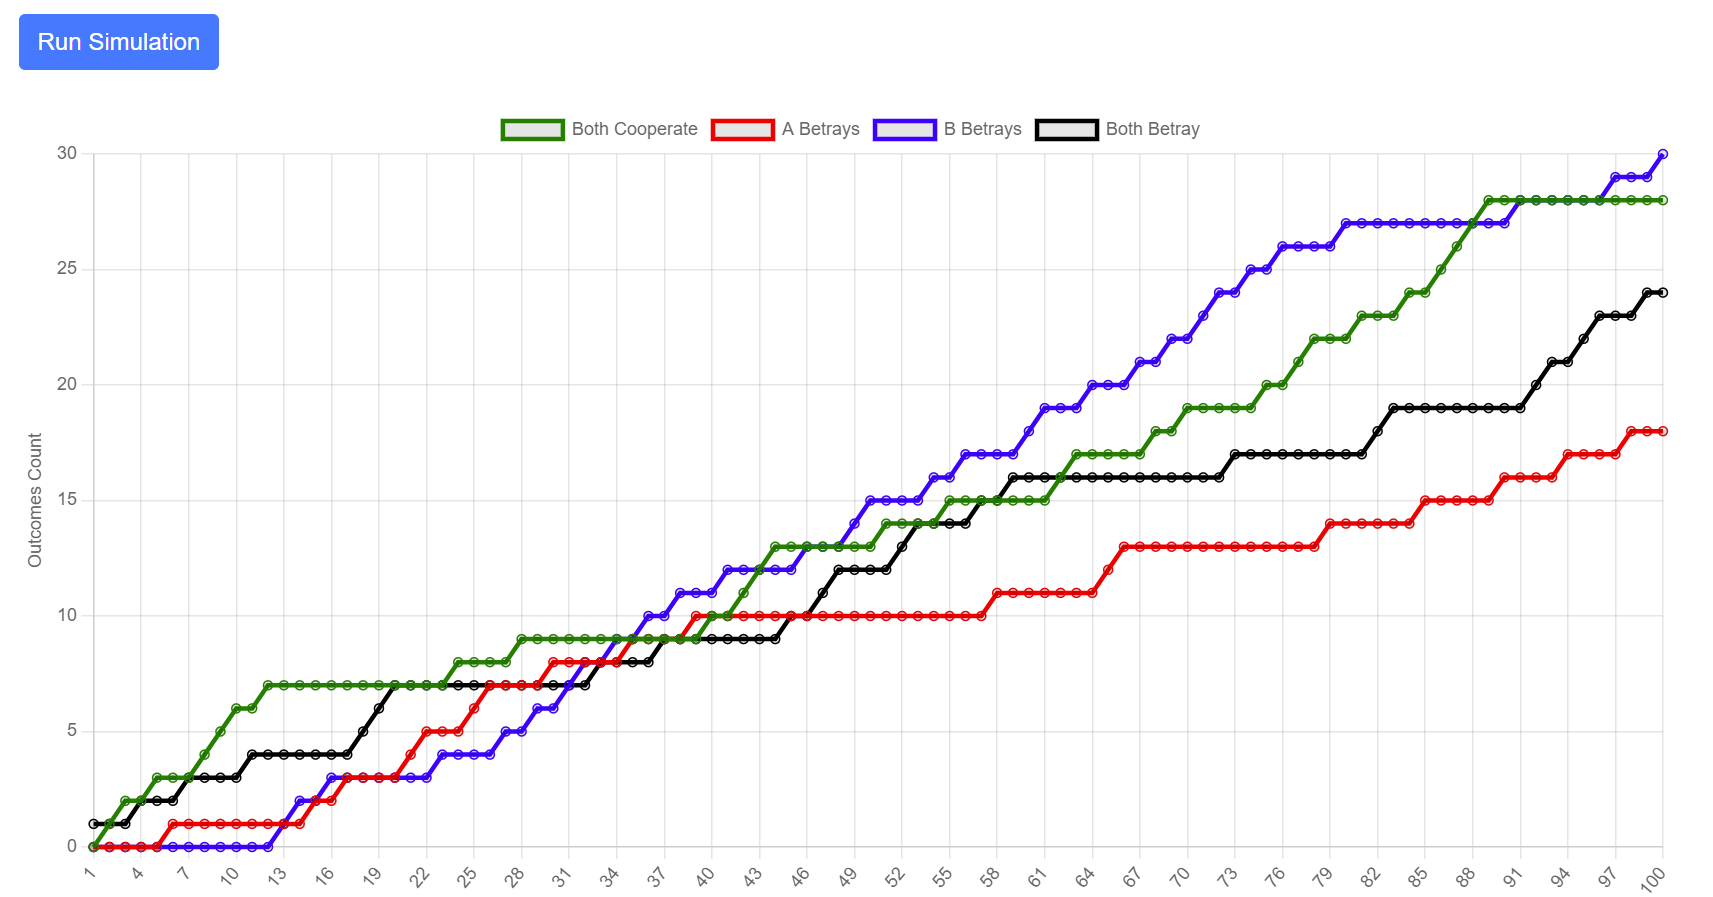 Run Simulation
Both Cooperate A Betrays B Betrays Both Betray
30
25
20
15
10
5
0
Outcomes Count
1 4 7 10 13 16 19 22 25 28 31 34 37 40 43 46 49 52 55 58 61 64 67 70 73 76 79 82 85 88 91 94 97 100